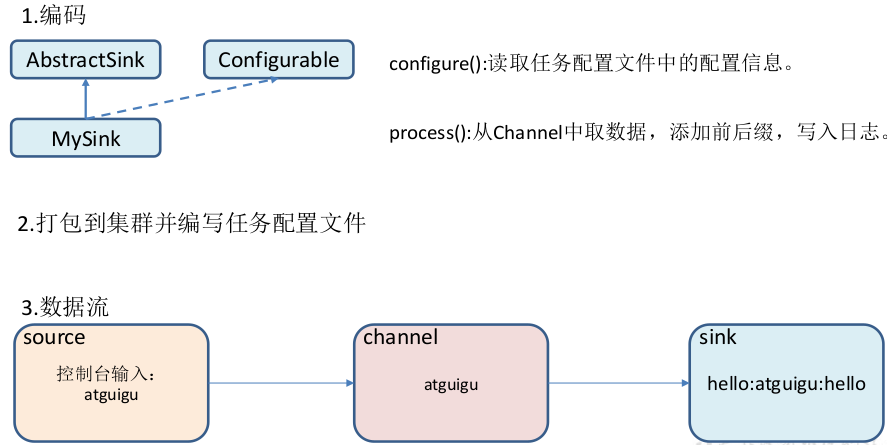 1.编码
AbstractSink
Configurable
configure():读取任务配置文件中的配置信息。
MySink
process():从Channel中取数据，添加前后缀，写入日志。
2.打包到集群并编写任务配置文件
3.数据流
source
控制台输入：
atguigu
channel
atguigu
sink
hello:atguigu:hello